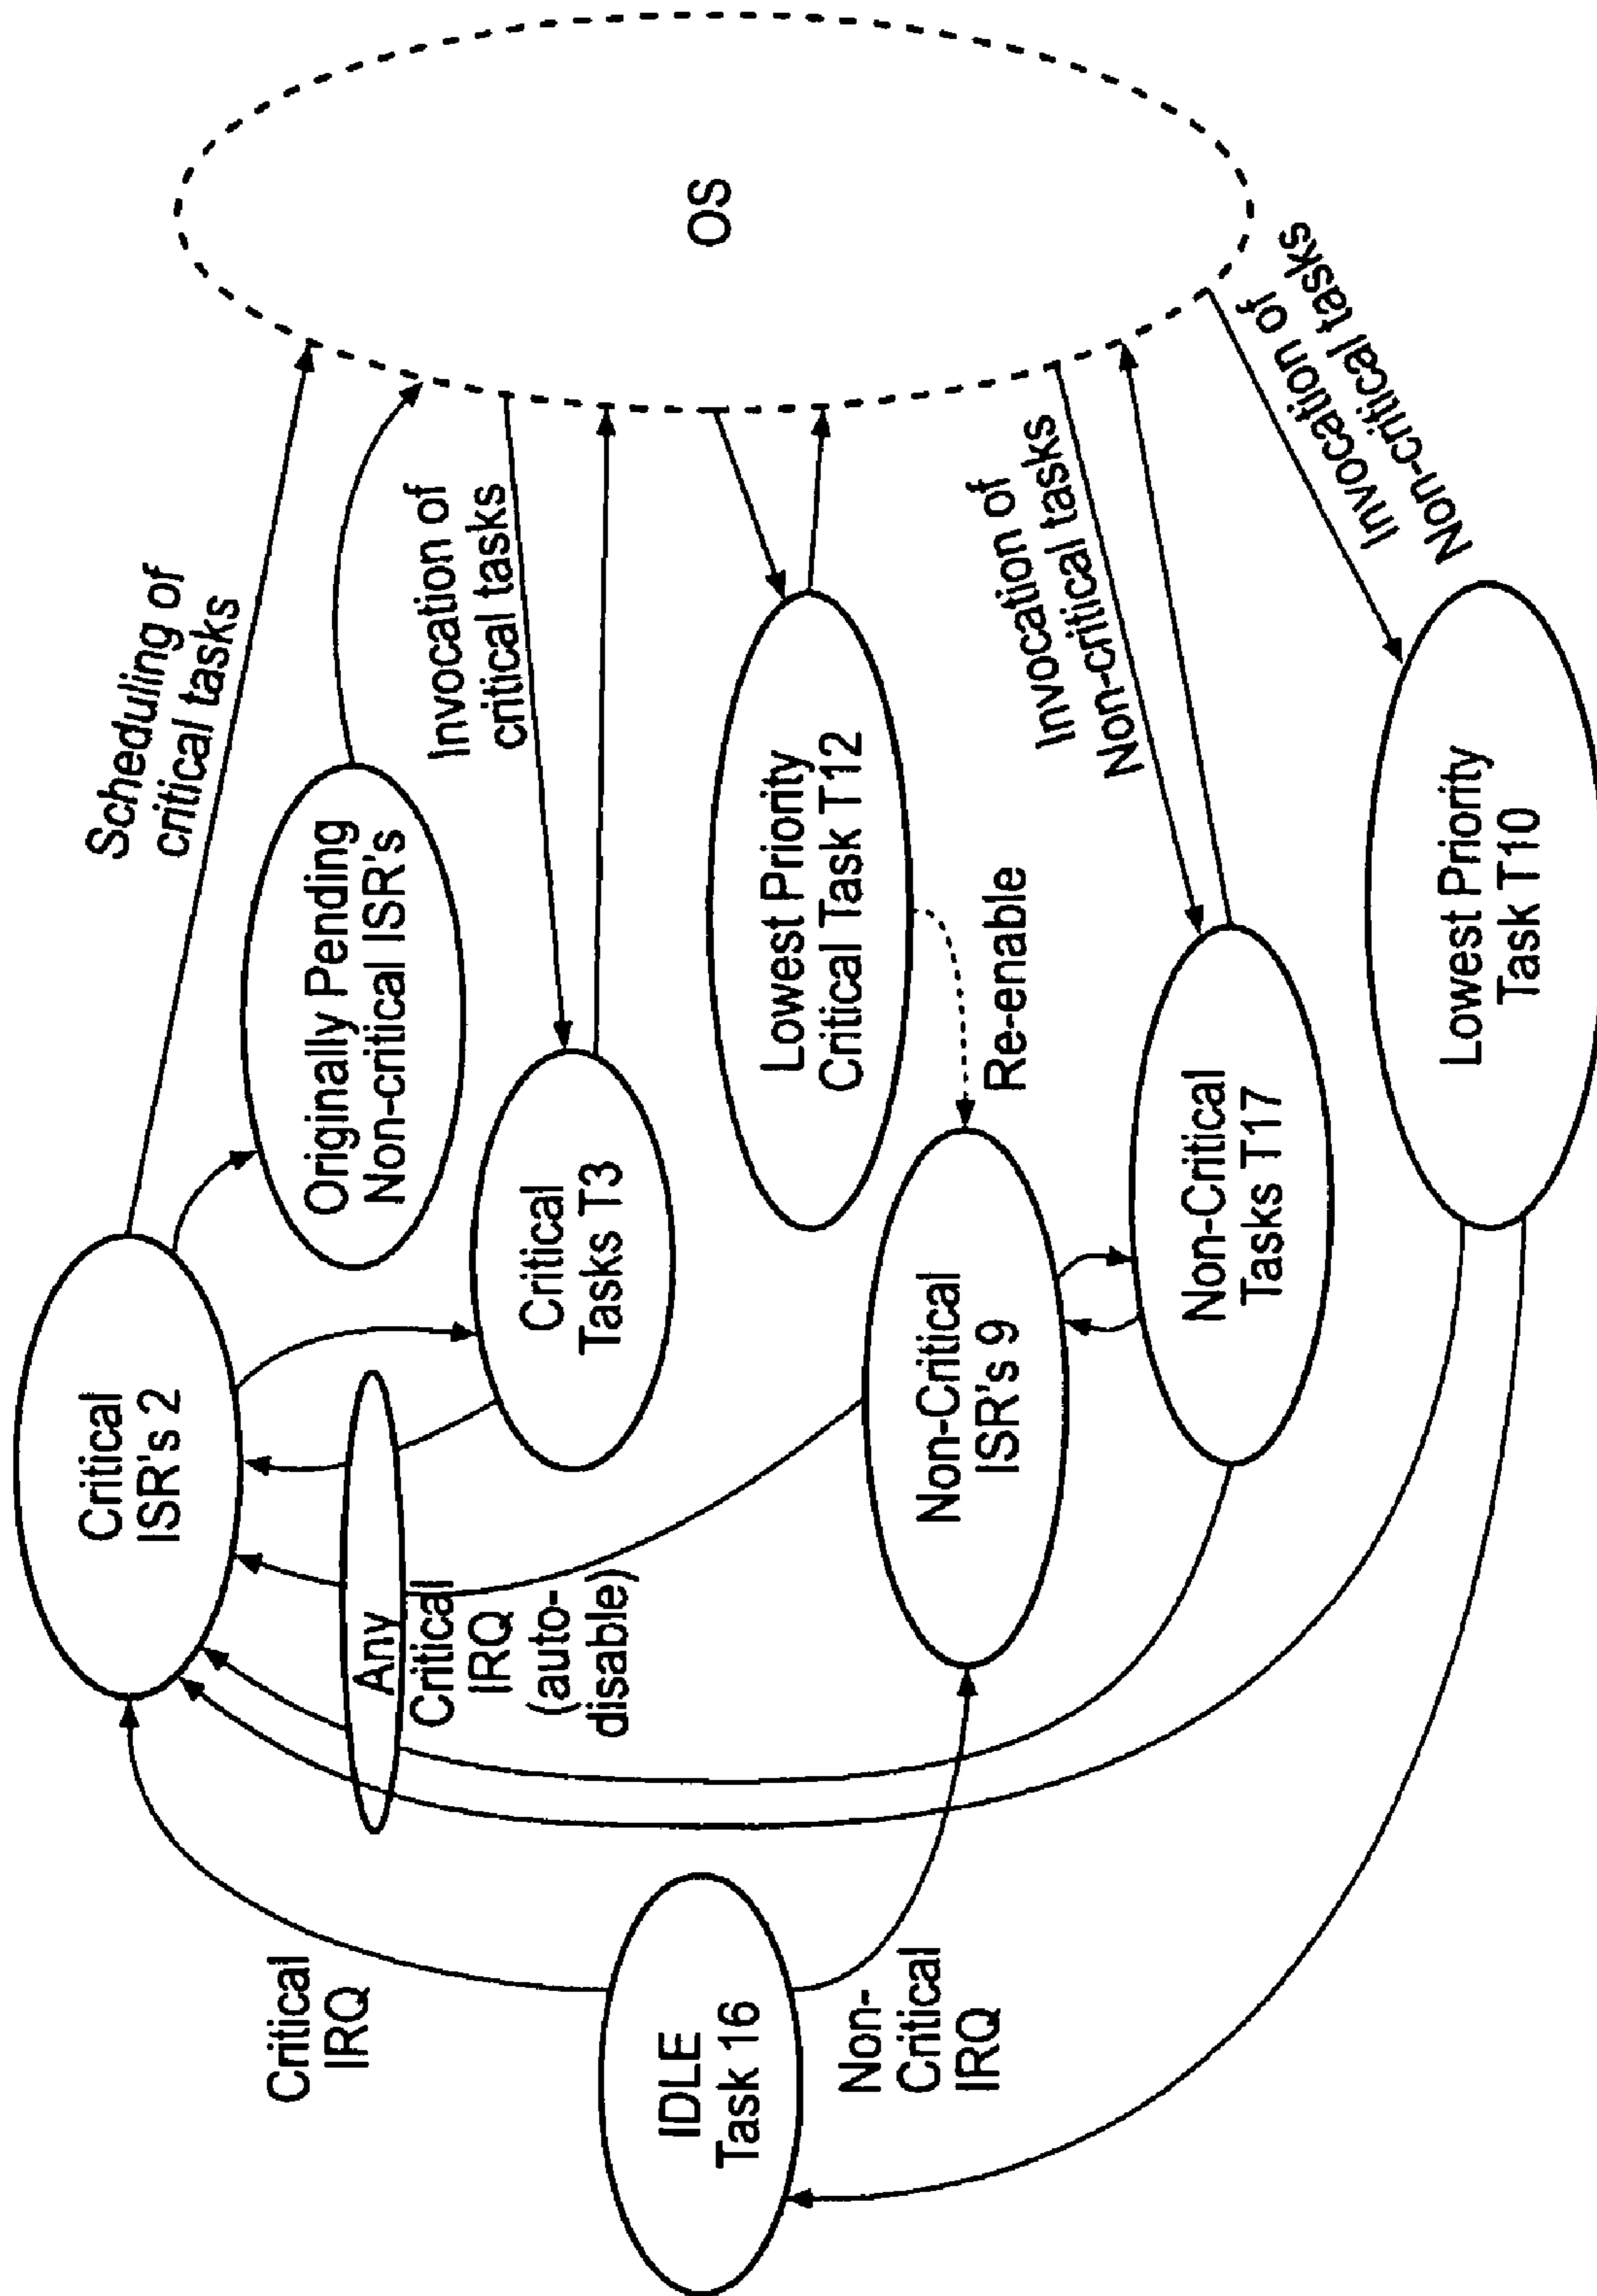 Critical
IRQ
IDLE
Task 16
Non-
Critical
IRQ
Critical
ISR's 2
Any
Critical
IRQ
(auto-
disable)
Scheduling of
critical tasks
Originally Pending
Non-critical ISR's
Critical
Tasks T3
Invocation of
critical tasks
Lowest Priority
Critical Task T12
Re-enable
Non-Critical
ISR's 9
Non-Critical
Tasks T17
Invocation of
Non-critical tasks
Lowest Priority
Task T10
Invocation of
Non-critical tasks
OS